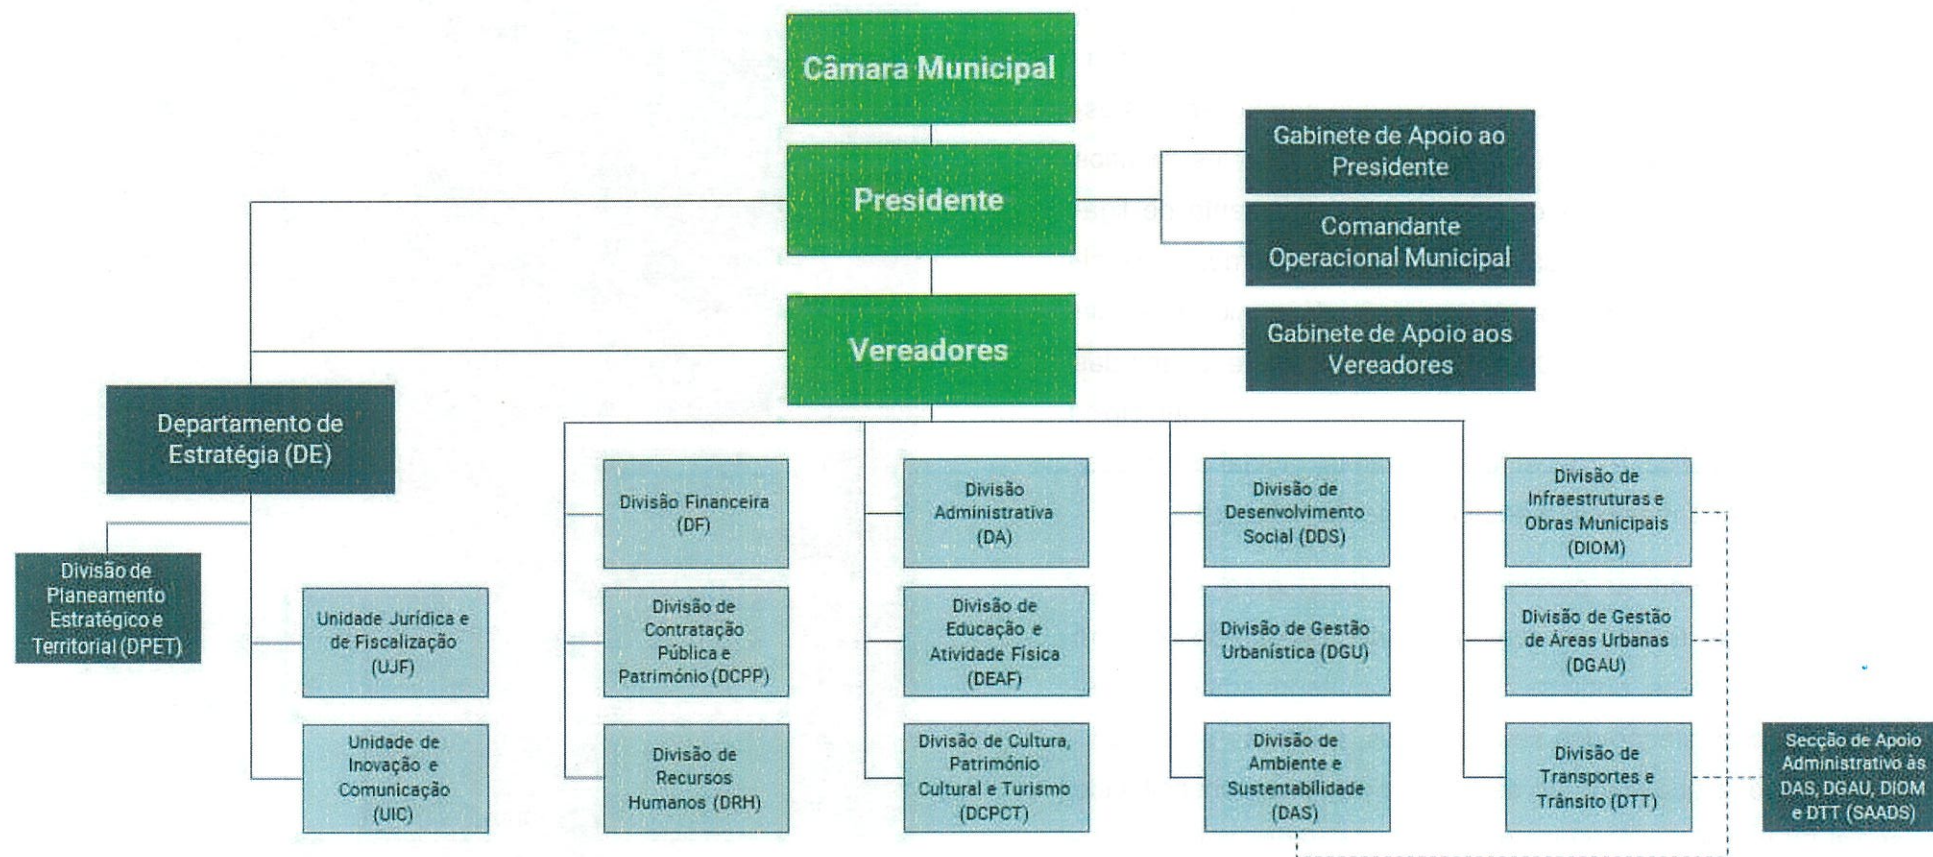 Câmara Municipal
Presidente
Gabinete de Apoio ao
Presidente
Comandante
Operacional Municipal
Vereadores
Gabinete de Apoio aos
Vereadores
Departamento de
Estratégia (DE)
Divisão de
Planeamento
Estratégico e
Territorial (DPET)
Unidade Jurídica e
de Fiscalização
(UJF)
Unidade de
Inovação e
Comunicação
(UIC)
Divisão Financeira
(DF)
Divisão de
Contratação
Pública e
Património (DCPP)
Divisão de
Recursos
Humanos (DRH)
Divisão
Administrativa
(DA)
Divisão de
Educação e
Atividade Física
(DEAF)
Divisão de Cultura,
Património
Cultural e Turismo
(DCPCT)
Divisão de
Desenvolvimento
Social (DDS)
Divisão de Gestão
Urbanística (DGU)
Divisão de
Ambiente e
Sustentabilidade
(DAS)
Divisão de
Infraestruturas e
Obras Municipais
(DIOM)
Divisão de Gestão
de Áreas Urbanas
(DGAU)
Divisão de
Transportes e
Trânsito (DTT)
Secção de Apoio
Administrativo às
DAS, DGAU, DIOM
e DTT (SAADS)